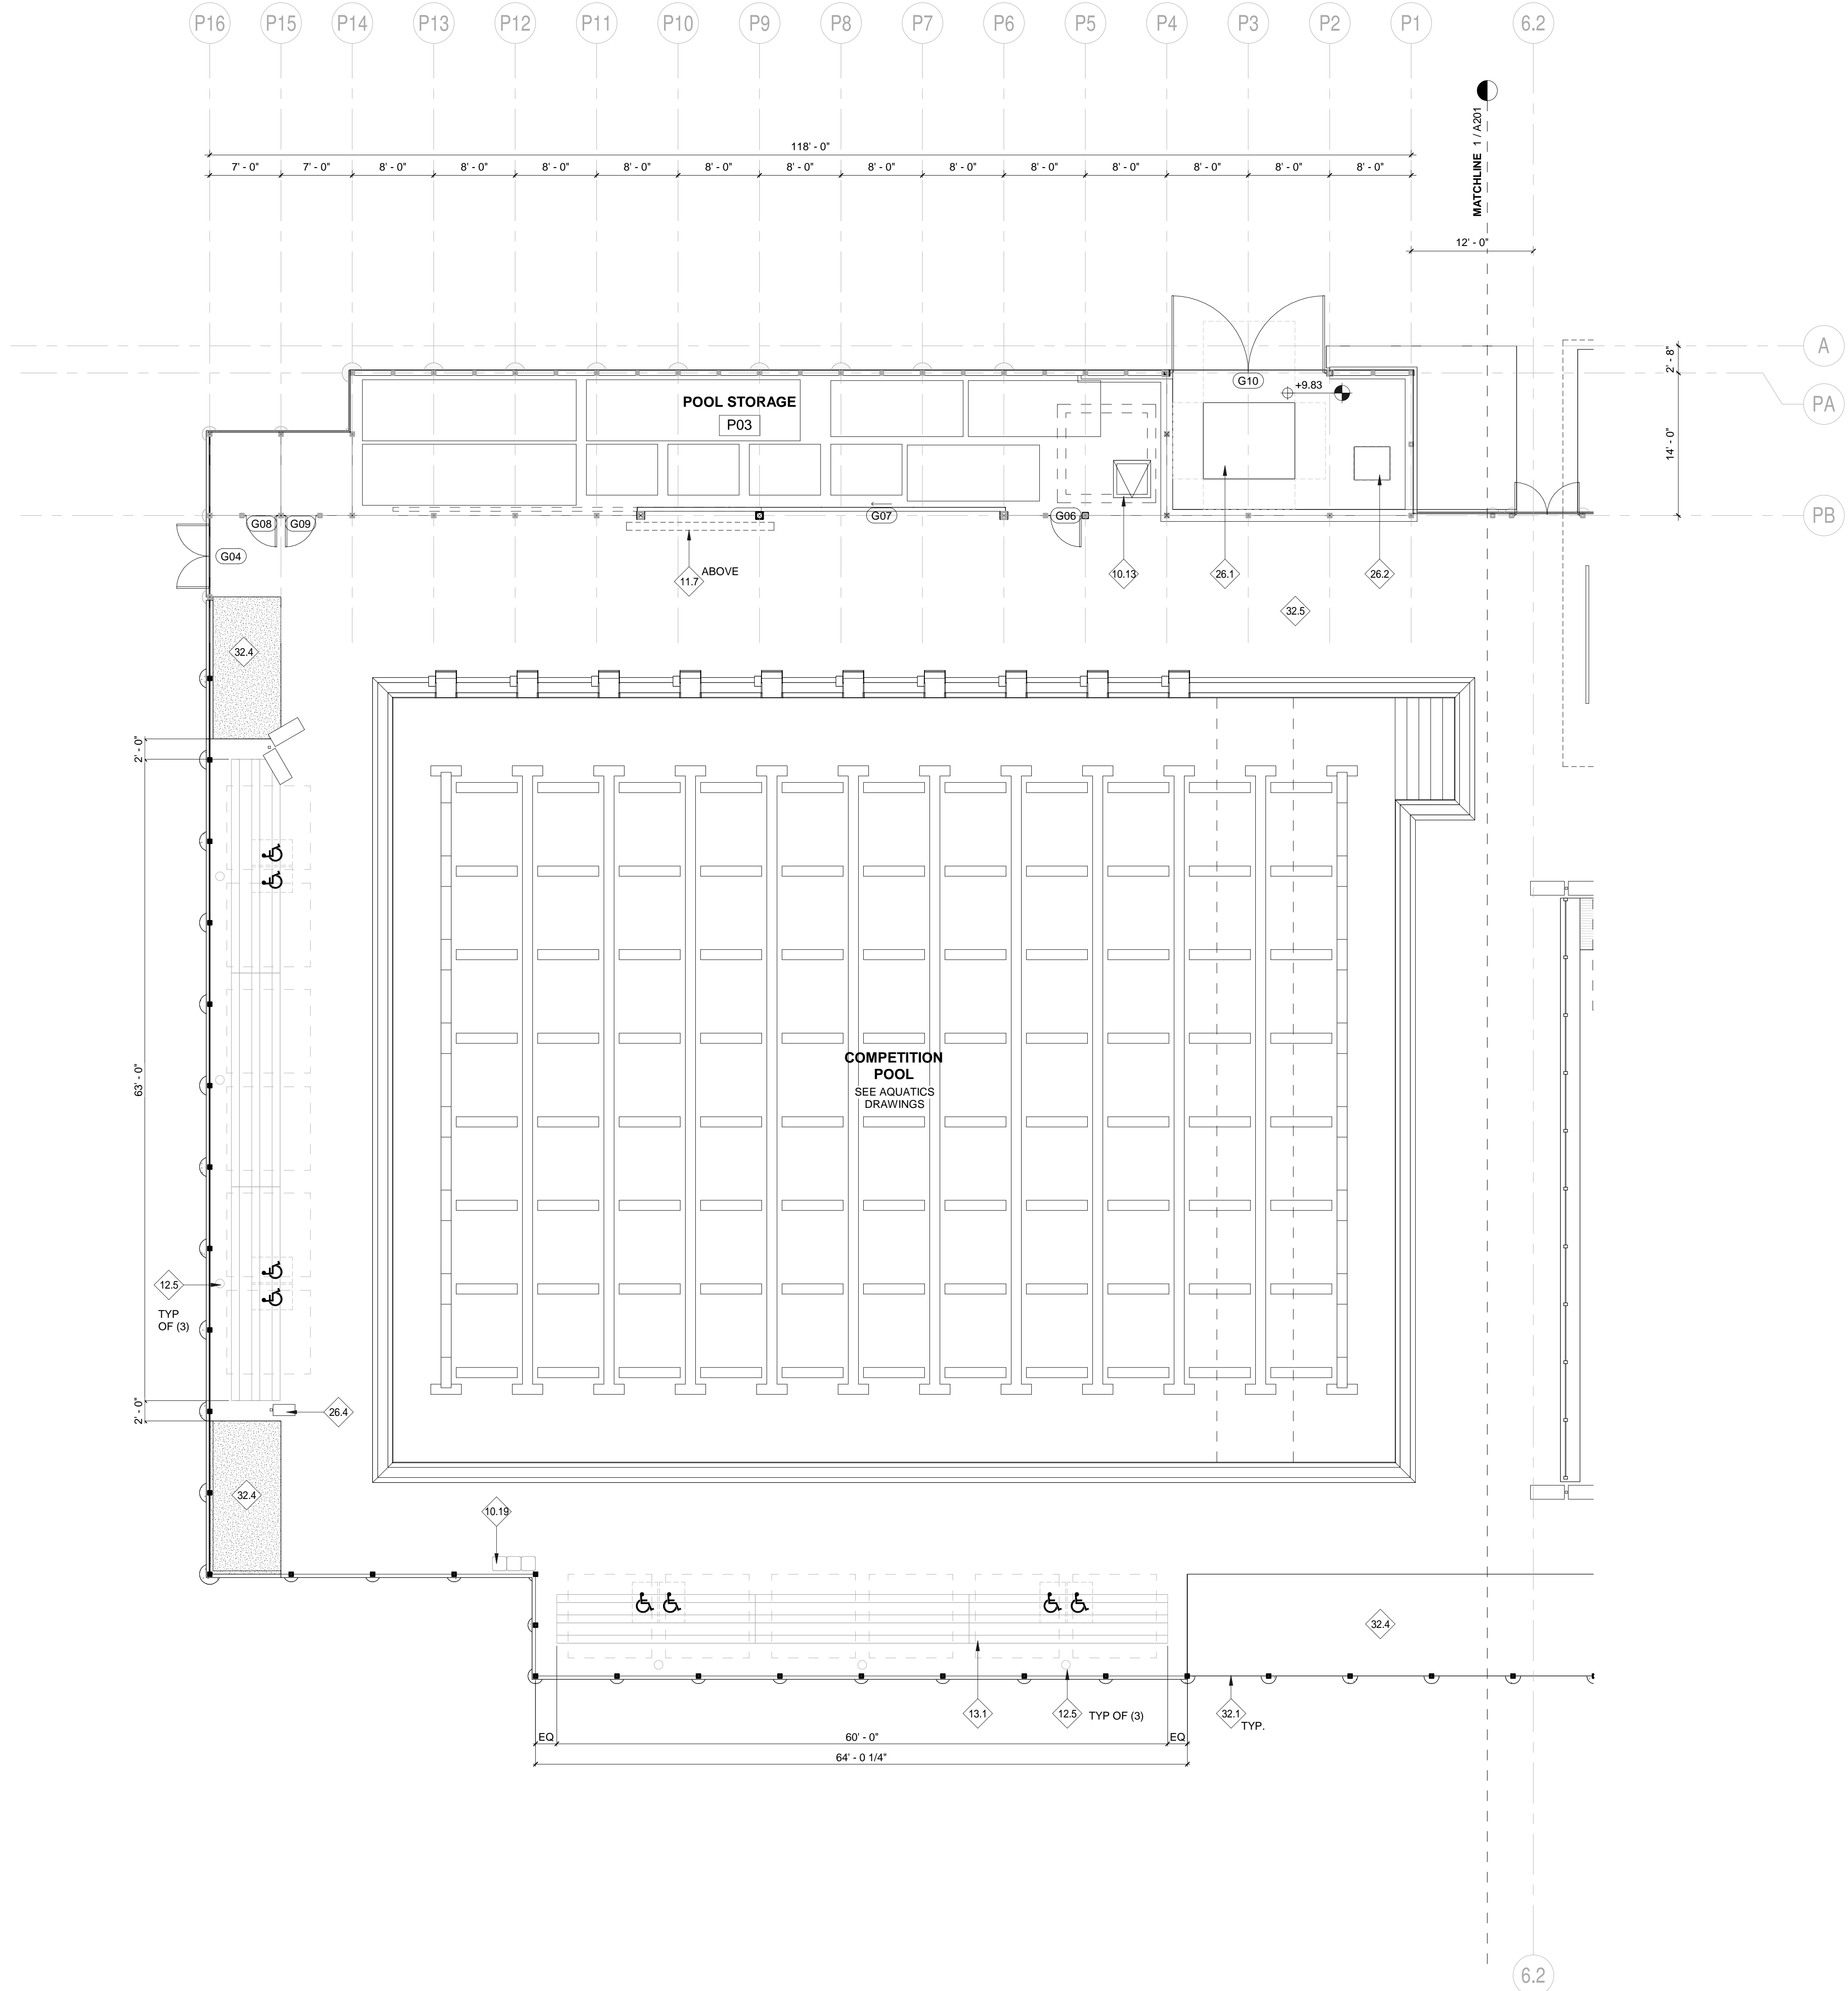 P16 P15 P14 P13 P12 P11 P10 P9 P8 P7 P6 P5 P4 P3 P2 P1 6.2
MATCHLINE 1 / A201
118' - 0"
7' - 0" 7' - 0" 8' - 0" 8' - 0" 8' - 0" 8' - 0" 8' - 0" 8' - 0" 8' - 0" 8' - 0" 8' - 0" 8' - 0" 8' - 0" 8' - 0" 8' - 0"
12' - 0"
A
2' - 8"
PA
G10
+9.83
POOL STORAGE
P03
14' - 0"
PB
G08 G09 G07 G06
G04
11.7 ABOVE
10.13
26.1
26.2
32.5
32.4
2' - 0"
63' - 0"
COMPETITION
POOL
SEE AQUATICS
DRAWINGS
12.5
TYP
OF (3)
2' - 0"
26.4
32.4
10.19
32.4
13.1
12.5 TYP OF (3)
32.1 TYP.
EQ 60' - 0" EQ
64' - 0 1/4"
6.2